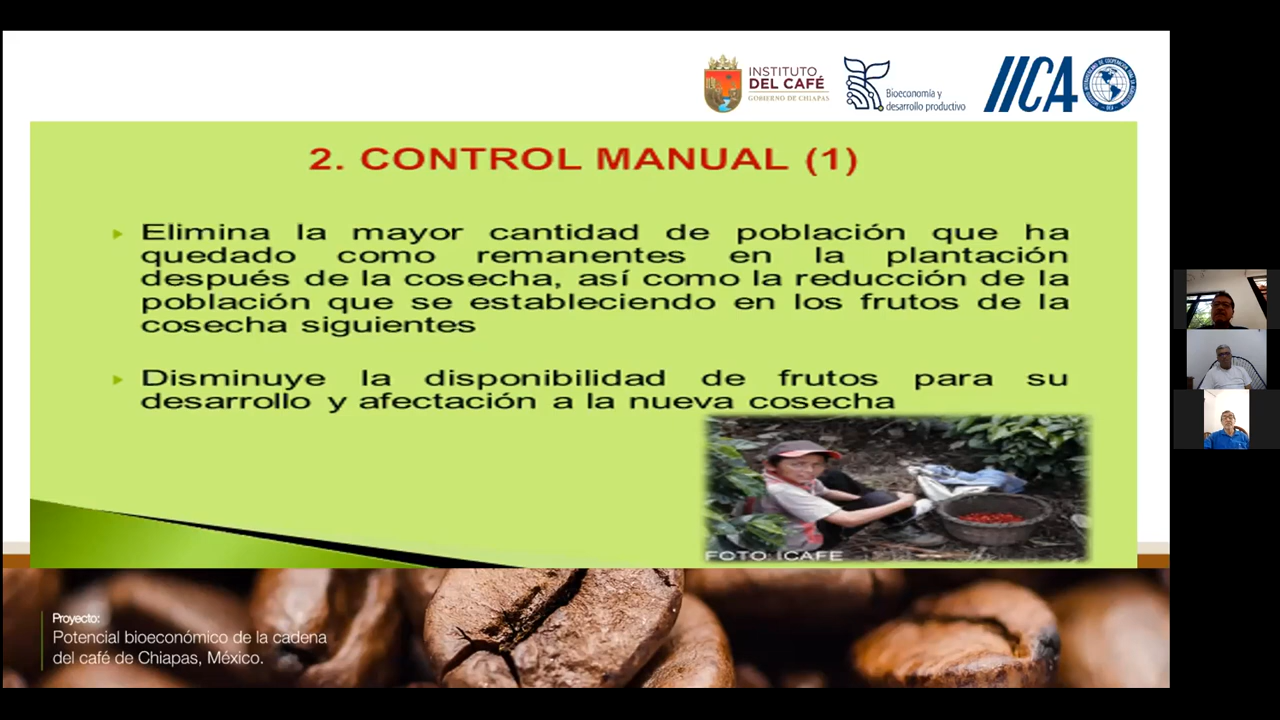 INSTITUTO
DEL CAFÉ
GOBIERNO DE CHIAPAS
Bioeconomía y
desarrollo productivo
IICA
2. CONTROL MANUAL (1)
Elimina la mayor cantidad de población que ha
quedado como remanentes en la plantación
después de la cosecha, así como la reducción de la
población que se estableciendo en los frutos de la
cosecha siguientes
Disminuye la disponibilidad de frutos para su
desarrollo y afectación a la nueva cosecha
FOTO: ICAFE
Proyecto:
Potencial bioeconómico de la cadena
del café de Chiapas, México.